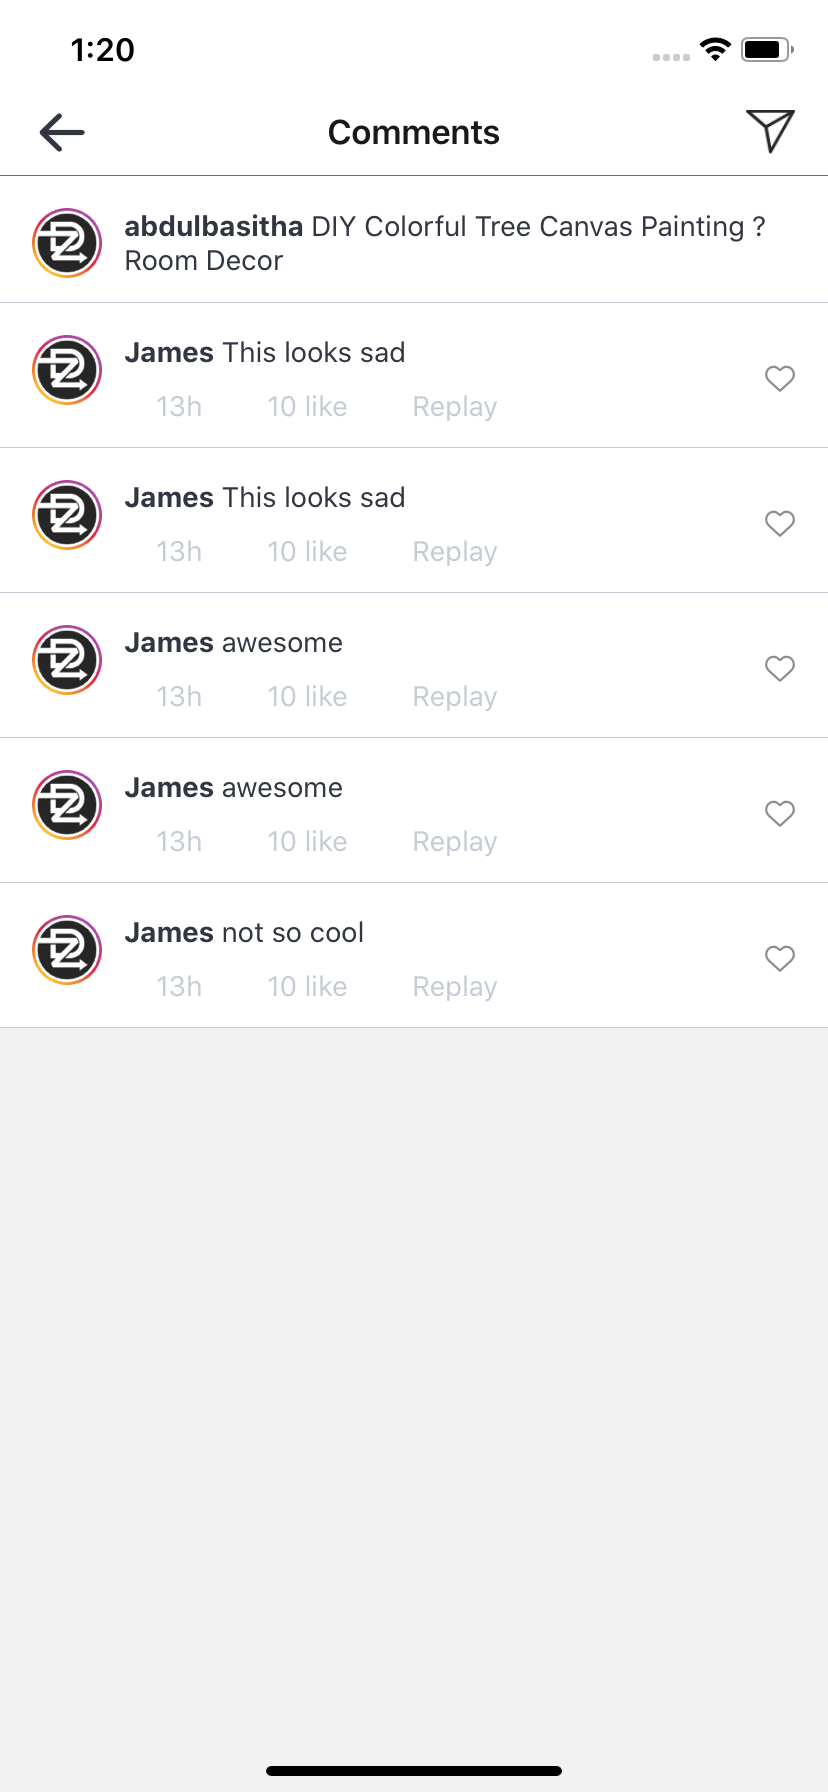 1:20
Comments
abdulbasitha DIY Colorful Tree Canvas Painting ?
Room Decor
James This looks sad
13h 10 like Replay
James This looks sad
13h 10 like Replay
James awesome
13h 10 like Replay
James awesome
13h 10 like Replay
James not so cool
13h 10 like Replay